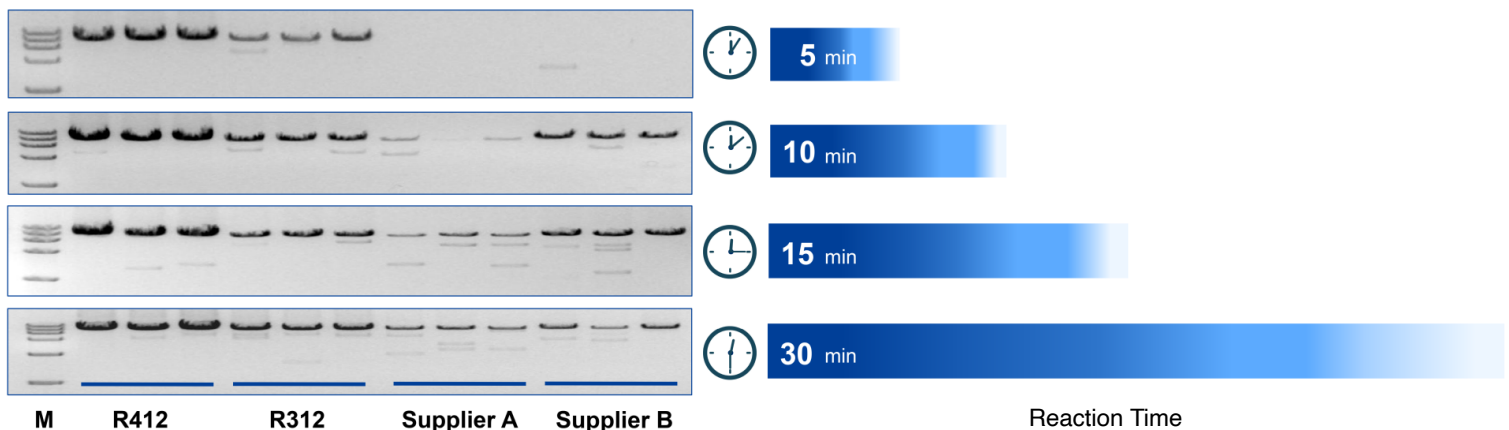 5 min
10 min
15 min
30 min
M R412 R312 Supplier A Supplier B Reaction Time